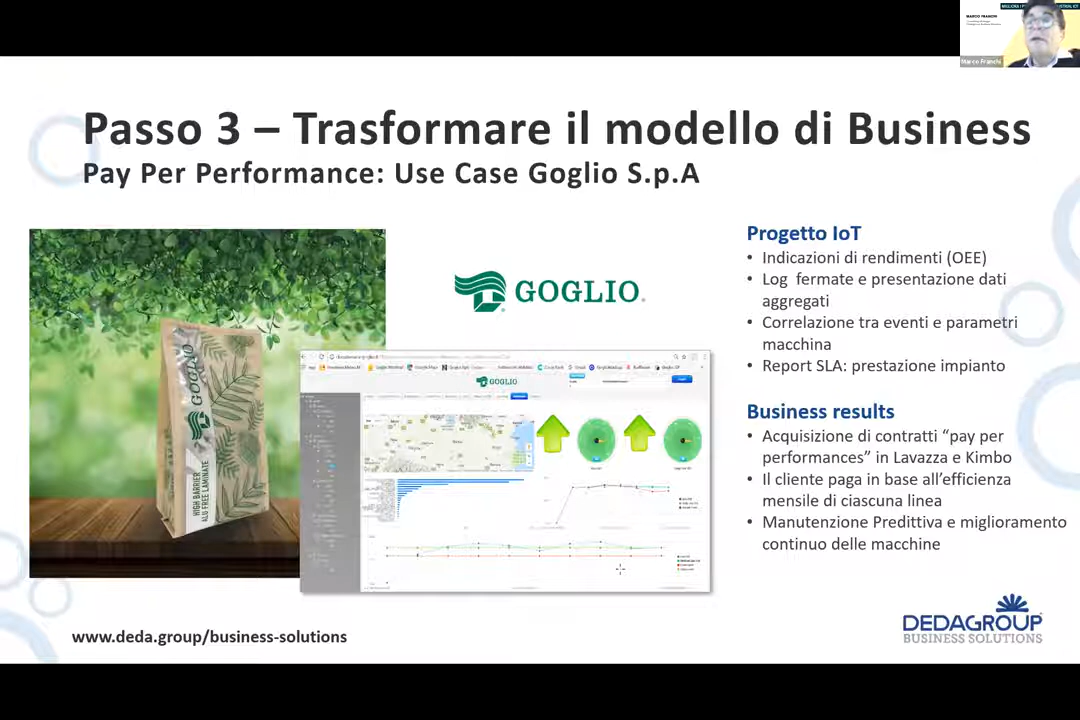 MARCO FRANCHI
Marco Franchi
Passo 3 – Trasformare il modello di Business
Pay Per Performance: Use Case Goglio S.p.A
GOGLIO
GOGLIO
HIGH BARRIER
ALU FREE LAMINATE
GOGLIO
Progetto IoT
• Indicazioni di rendimenti (OEE)
• Log fermate e presentazione dati
aggregati
• Correlazione tra eventi e parametri
macchina
• Report SLA: prestazione impianto
Business results
• Acquisizione di contratti “pay per
performances” in Lavazza e Kimbo
• Il cliente paga in base all’efficienza
mensile di ciascuna linea
• Manutenzione Predittiva e miglioramento
continuo delle macchine
www.deda.group/business-solutions
DEDAGROUP
BUSINESS SOLUTIONS